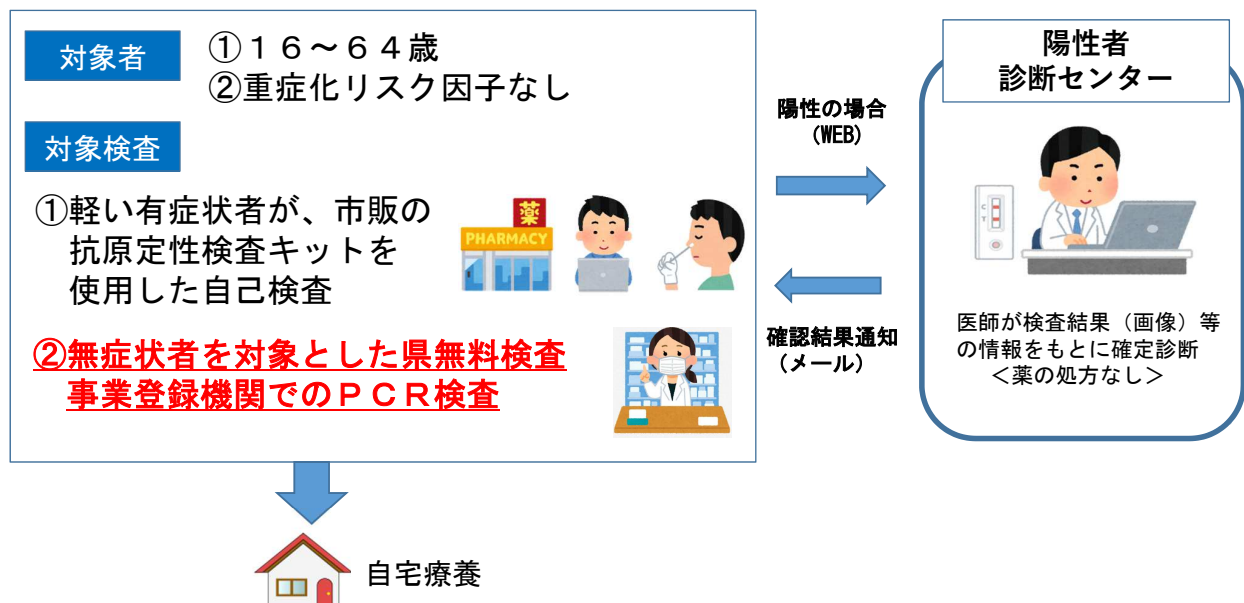 対象者
①１６～６４歳
②重症化リスク因子なし
対象検査
①軽い有症状者が、市販の
抗原定性検査キットを
使用した自己検査
薬
PHARMACY
②無症状者を対象とした県無料検査
事業登録機関でのＰＣＲ検査
陽性の場合
(WEB)
確認結果通知
(メール)
陽性者
診断センター
C
T
医師が検査結果（画像）等
の情報をもとに確定診断
＜薬の処方なし＞
自宅療養